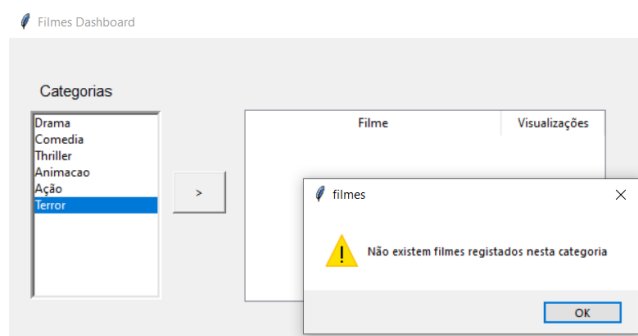 Filmes Dashboard
Categorias
Drama
Comedia
Thriller
Animacao
Ação
Terror
>
Filme Visualizações
filmes
Não existem filmes registados nesta categoria
OK